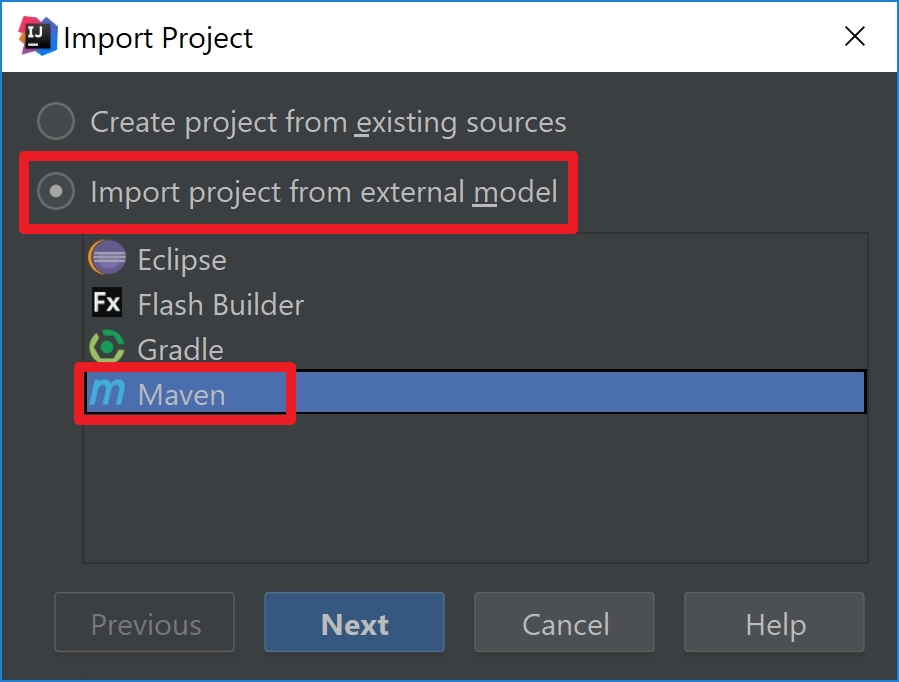 IJ Import Project
Create project from existing sources
Import project from external model
Eclipse
Fx Flash Builder
Gradle
m Maven
Previous Next Cancel Help